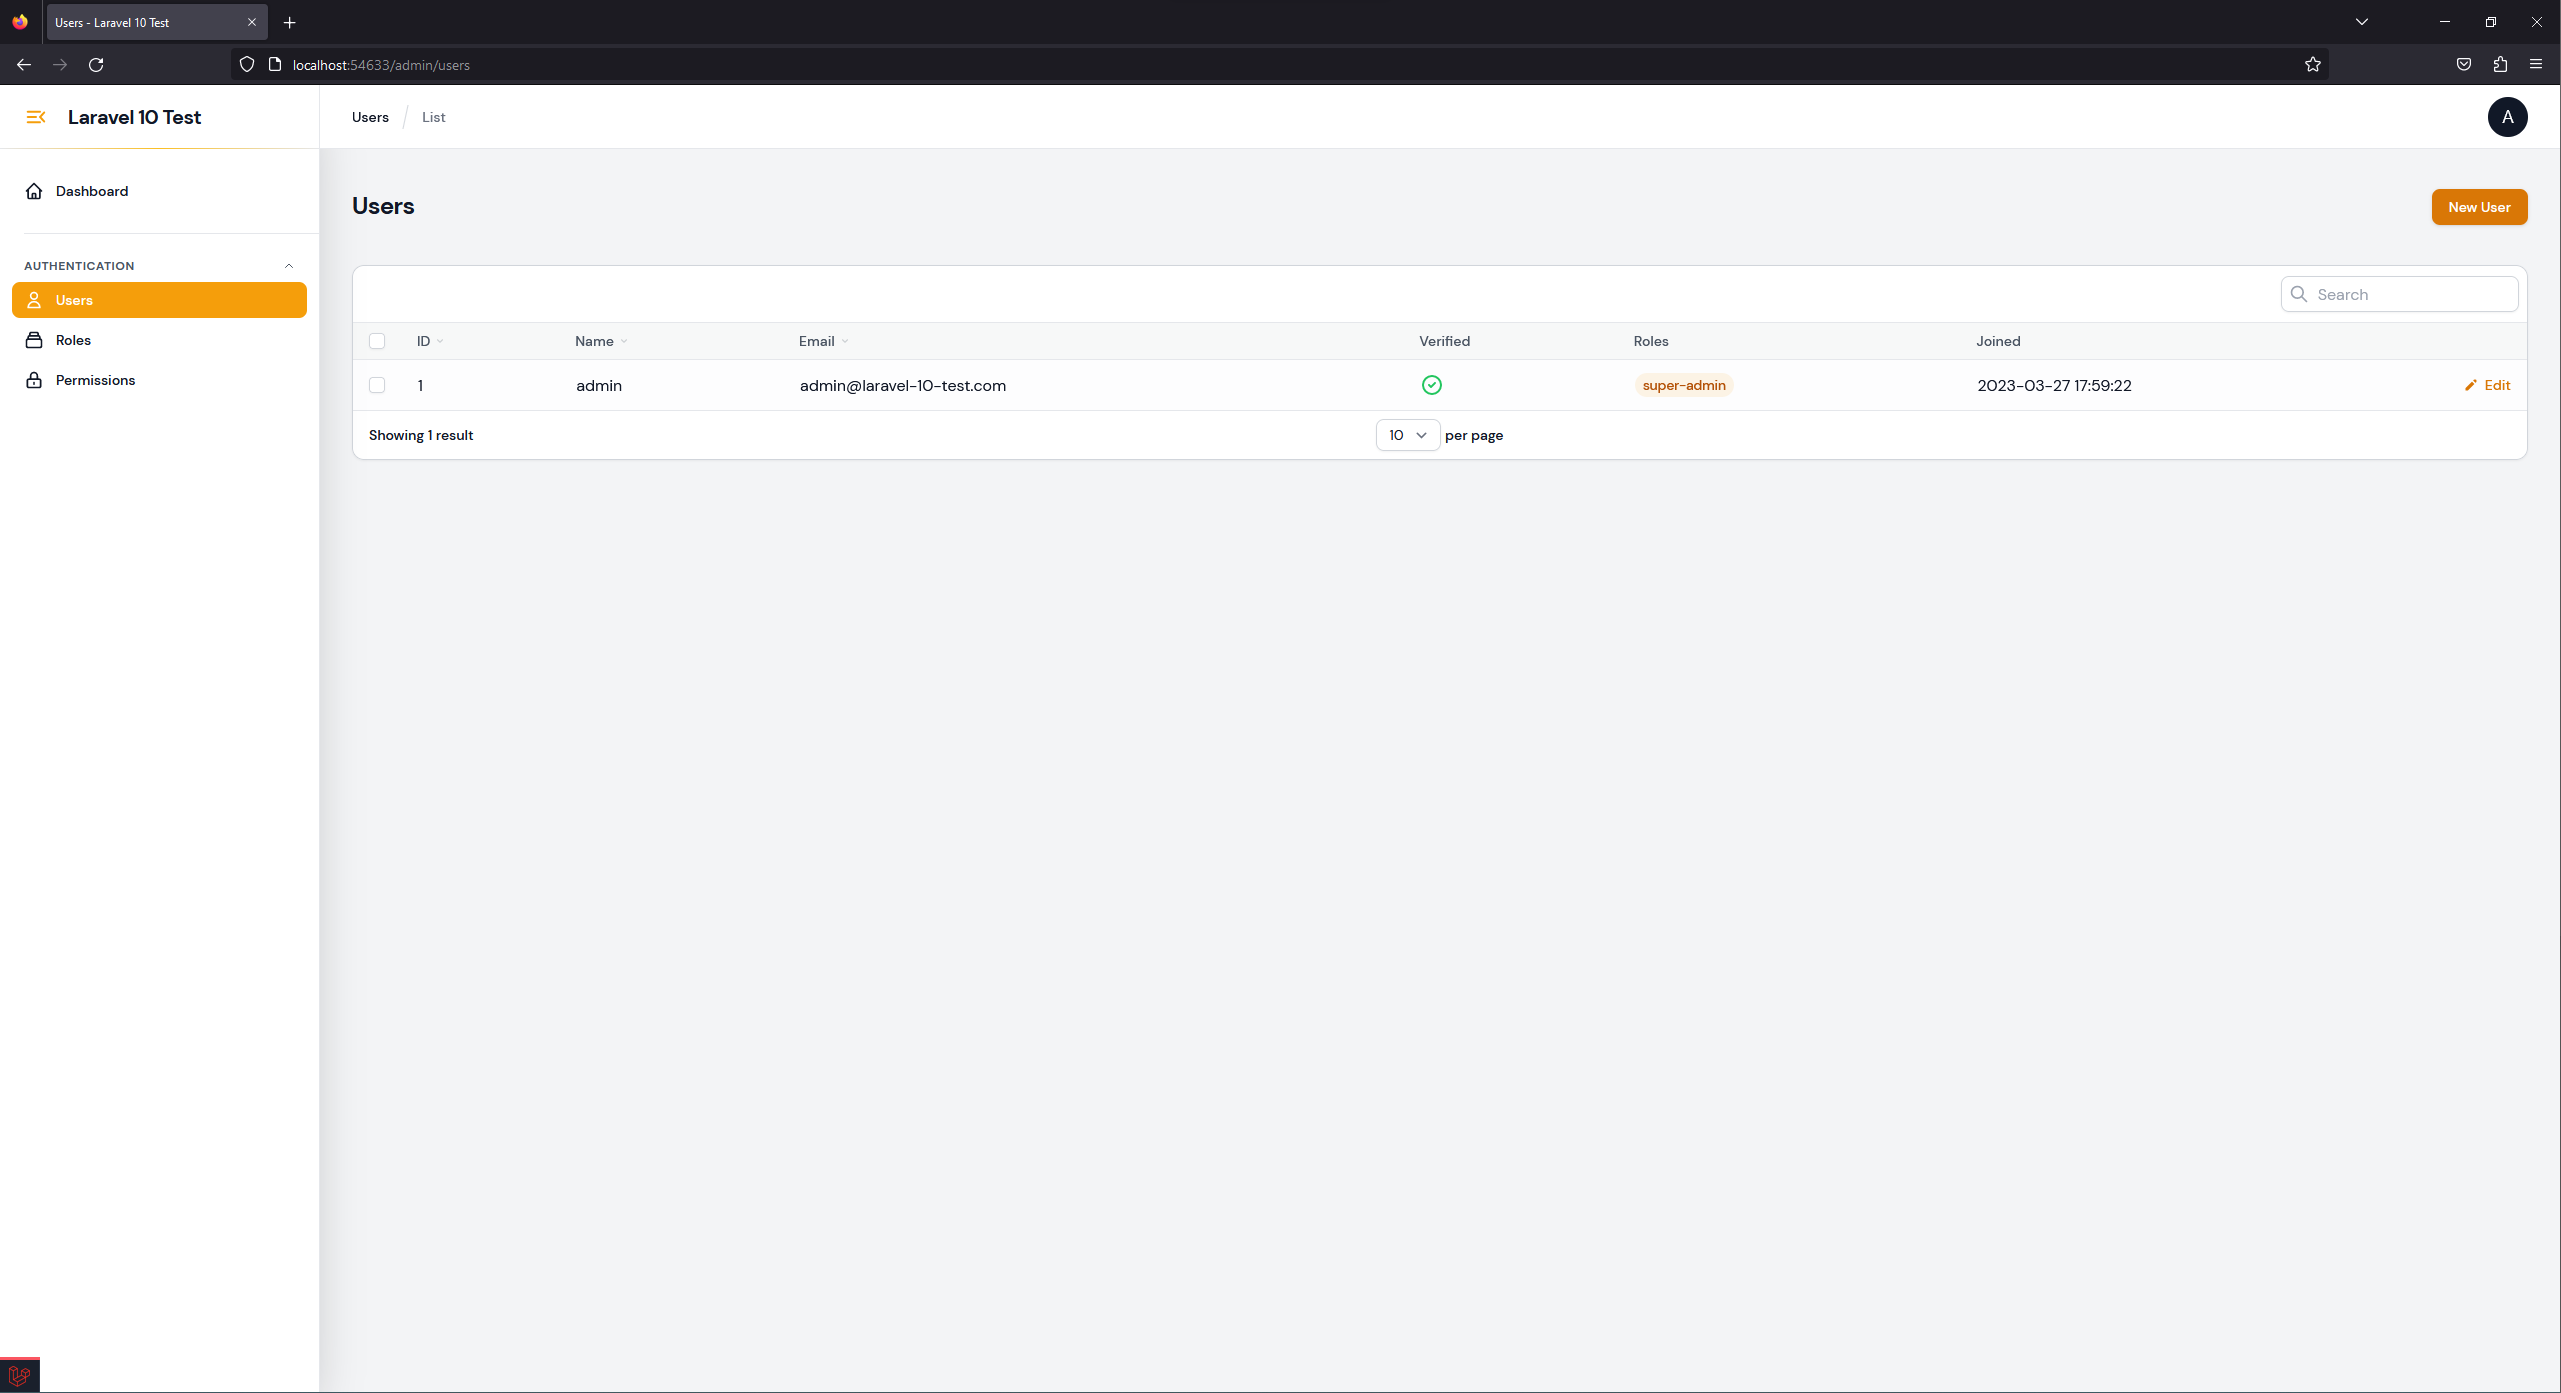 Users - Laravel 10 Test
localhost:54633/admin/users
Laravel 10 Test
Users / List
A
Dashboard
AUTHENTICATION
Users
Roles
Permissions
Users
New User
Search
ID Name Email Verified Roles Joined
1 admin admin@laravel-10-test.com super-admin 2023-03-27 17:59:22 Edit
Showing 1 result 10 per page